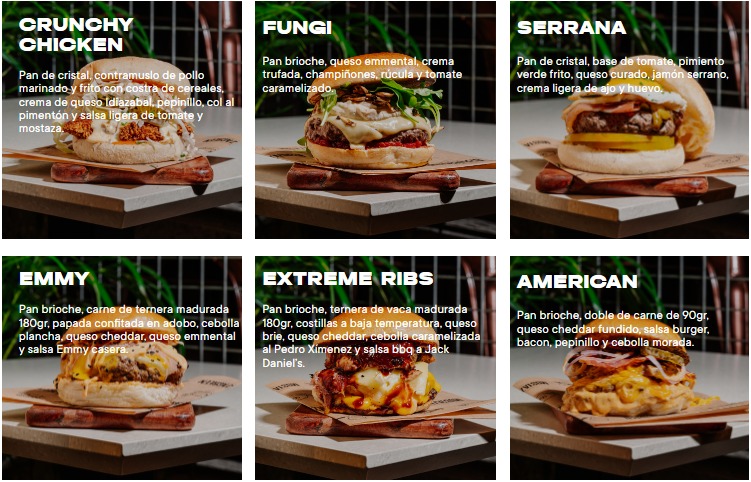 CRUNCHY
CHICKEN
Pan de cristal, contramuslo de pollo
marinado y frito con costra de cereales,
crema de queso Idiazabal, pepinillo, col al
pimentón y salsa ligera de tomate y
mostaza.
FUNGI
Pan brioche, queso emmental, crema
trufada, champiñones, rúcula y tomate
caramelizado.
SERRANA
Pan de cristal, base de tomate, pimiento
verde frito, queso curado, jamón serrano,
crema ligera de ajo y huevo.
EMMY
Pan brioche, carne de ternera madurada
180gr, papada confitada en adobo, cebolla
plancha, queso cheddar, queso emmental
y salsa Emmy casera.
EXTREME RIBS
Pan brioche, ternera de vaca madurada
180gr, costillas a baja temperatura, queso
brie, queso cheddar, cebolla caramelizada
al Pedro Ximenez y salsa bbq a Jack
Daniel's.
AMERICAN
Pan brioche, doble de carne de 90gr,
queso cheddar fundido, salsa burger,
bacon, pepinillo y cebolla morada.